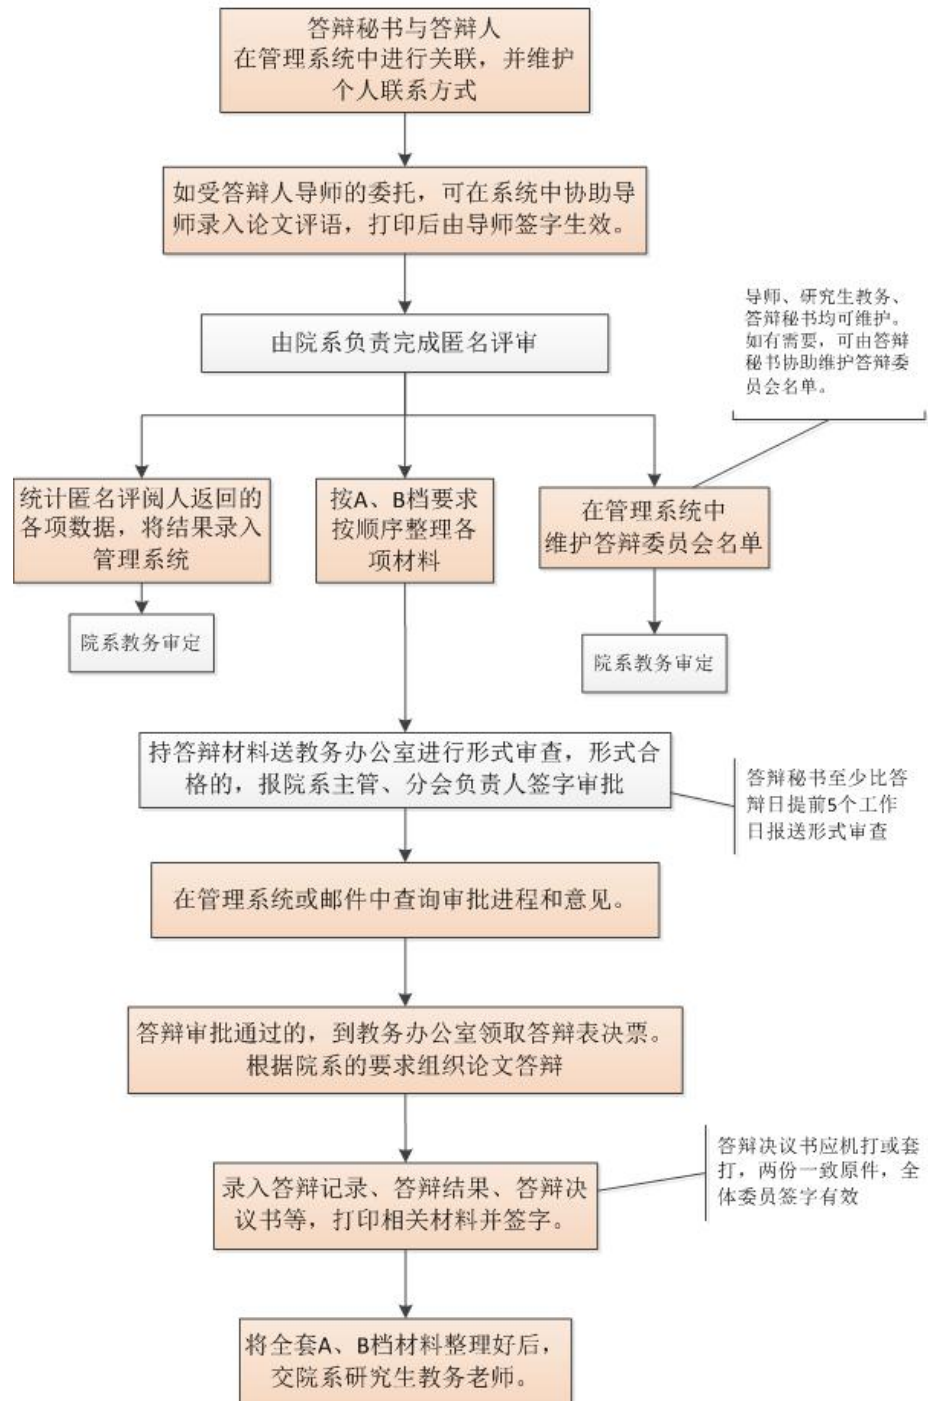 答辩秘书与答辩人
在管理系统中进行关联，并维护
个人联系方式
如受答辩人导师的委托，可在系统中协助导
师录入论文评语，打印后由导师签字生效。
由院系负责完成匿名评审
导师、研究生教务、
答辩秘书均可维护。
如有需要，可由答辩
秘书协助维护答辩委
员会名单。
统计匿名评阅人返回的
各项数据，将结果录入
管理系统
按A、B档要求
按顺序整理各
项材料
在管理系统中
维护答辩委员会名单
院系教务审定
院系教务审定
持答辩材料送教务办公室进行形式审查，形式合
格的，报院系主管、分会负责人签字审批
答辩秘书至少比答
辩日提前5个工作
日报送形式审查
在管理系统或邮件中查询审批进程和意见。
答辩审批通过的，到教务办公室领取答辩表决票。
根据院系的要求组织论文答辩
答辩决议书应机打或套
打，两份一致原件，全
体委员签字有效
录入答辩记录、答辩结果、答辩决
议书等，打印相关材料并签字。
将全套A、B档材料整理好后，
交院系研究生教务老师。